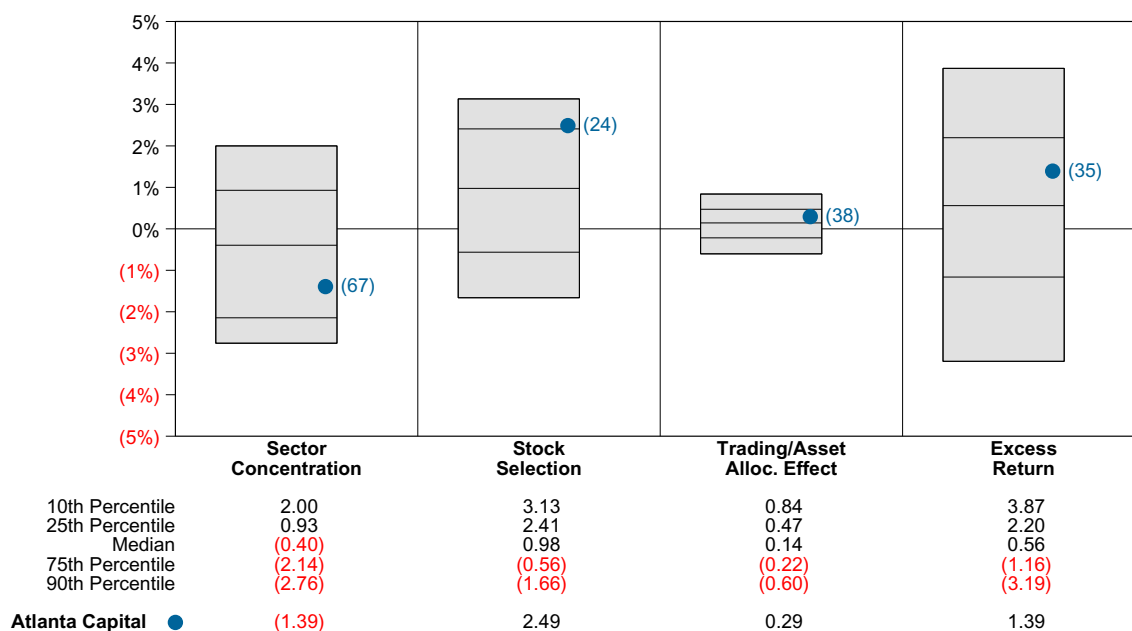 5%
4%
3%
2%
1%
0%
(1%)
(2%)
(3%)
(4%)
(5%)
(67)
(24)
(38)
(35)
Sector
Concentration
Stock
Selection
Trading/Asset
Alloc. Effect
Excess
Return
10th Percentile 2.00 3.13 0.84 3.87
25th Percentile 0.93 2.41 0.47 2.20
Median (0.40) 0.98 0.14 0.56
75th Percentile (2.14) (0.56) (0.22) (1.16)
90th Percentile (2.76) (1.66) (0.60) (3.19)
Atlanta Capital (1.39) 2.49 0.29 1.39